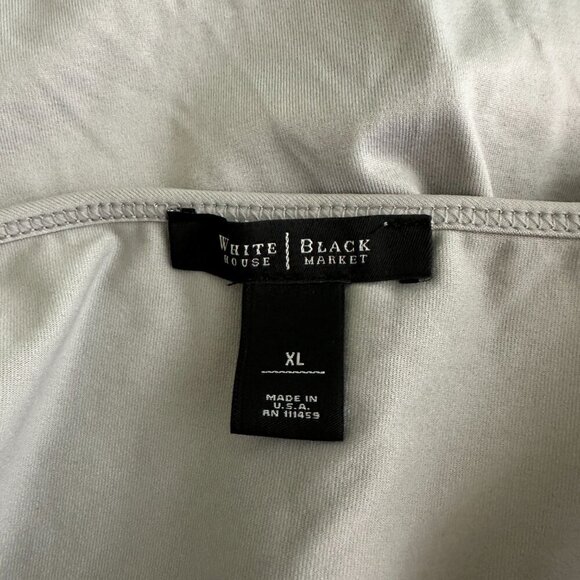 WHITE | BLACK
HOUSE | MARKET
XL
MADE IN
U.S.A.
RN 111459